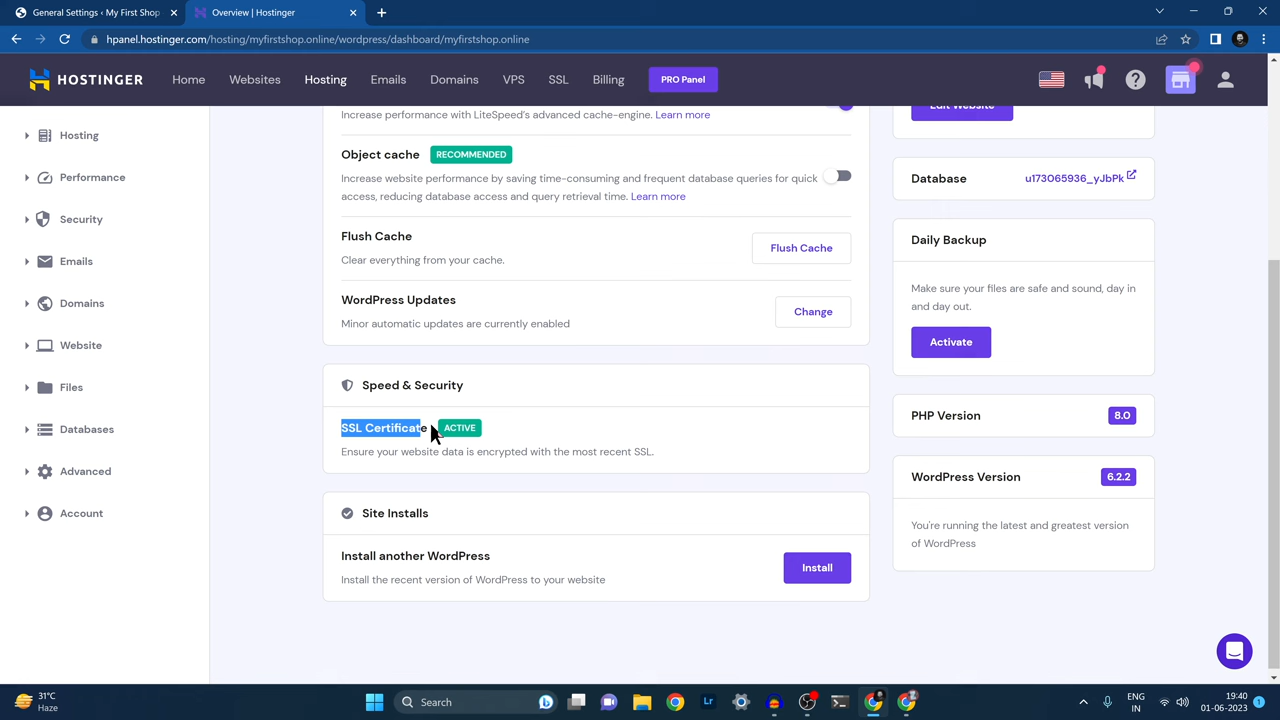 General Settings ‹ My First Shop
Overview | Hostinger
hpanel.hostinger.com/hosting/myfirstshop.online/wordpress/dashboard/myfirstshop.online
HOSTINGER
Home
Websites
Hosting
Emails
Domains
VPS
SSL
Billing
PRO Panel
Hosting
Performance
Security
Emails
Domains
Website
Files
Databases
Advanced
Account
Increase performance with LiteSpeed's advanced cache-engine. Learn more
Object cache RECOMMENDED
Increase website performance by saving time-consuming and frequent database queries for quick
access, reducing database access and query retrieval time. Learn more
Flush Cache
Clear everything from your cache.
Flush Cache
WordPress Updates
Minor automatic updates are currently enabled
Change
Speed & Security
SSL Certificate ACTIVE
Ensure your website data is encrypted with the most recent SSL.
Site Installs
Install another WordPress
Install the recent version of WordPress to your website
Install
Edit Website
Database u173065936_yJbPk
Daily Backup
Make sure your files are safe and sound, day in
and day out.
Activate
PHP Version 8.0
WordPress Version 6.2.2
You're running the latest and greatest version
of WordPress
31°C
Haze
Search
Lr
ENG
IN
19:40
01-06-2023
1